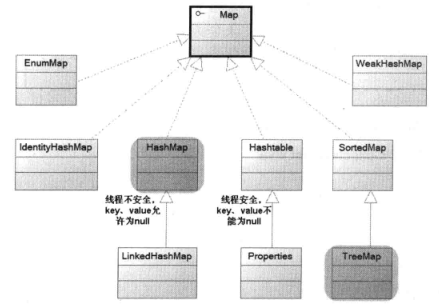 Map
EnumMap
WeakHashMap
IdentityHashMap
HashMap
Hashtable
SortedMap
线程不安全,
key、value允
许为null
线程安全,
key、value不
能为null
LinkedHashMap
Properties
TreeMap